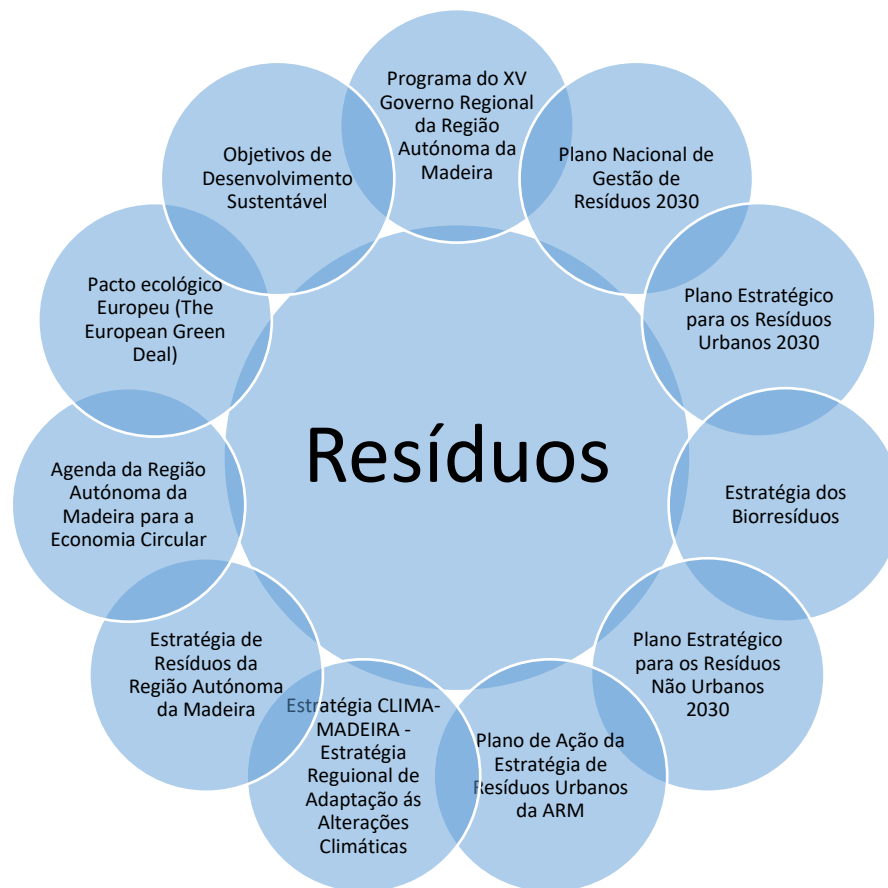 Programa do XV
Governo Regional
da Região
Autónoma da
Madeira
Plano Nacional de
Gestão de
Resíduos 2030
Plano Estratégico
para os Resíduos
Urbanos 2030
Estratégia dos
Biorresíduos
Plano Estratégico
para os Resíduos
Não Urbanos
2030
Plano de Ação da
Estratégia de
Resíduos Urbanos
da ARM
Estratégia CLIMA-
MADEIRA -
Estratégia
Reguional de
Adaptação ás
Alterações
Climáticas
Estratégia de
Resíduos da
Região Autónoma
da Madeira
Agenda da Região
Autónoma da
Madeira para a
Economia Circular
Pacto ecológico
Europeu (The
European Green
Deal)
Objetivos de
Desenvolvimento
Sustentável
Resíduos